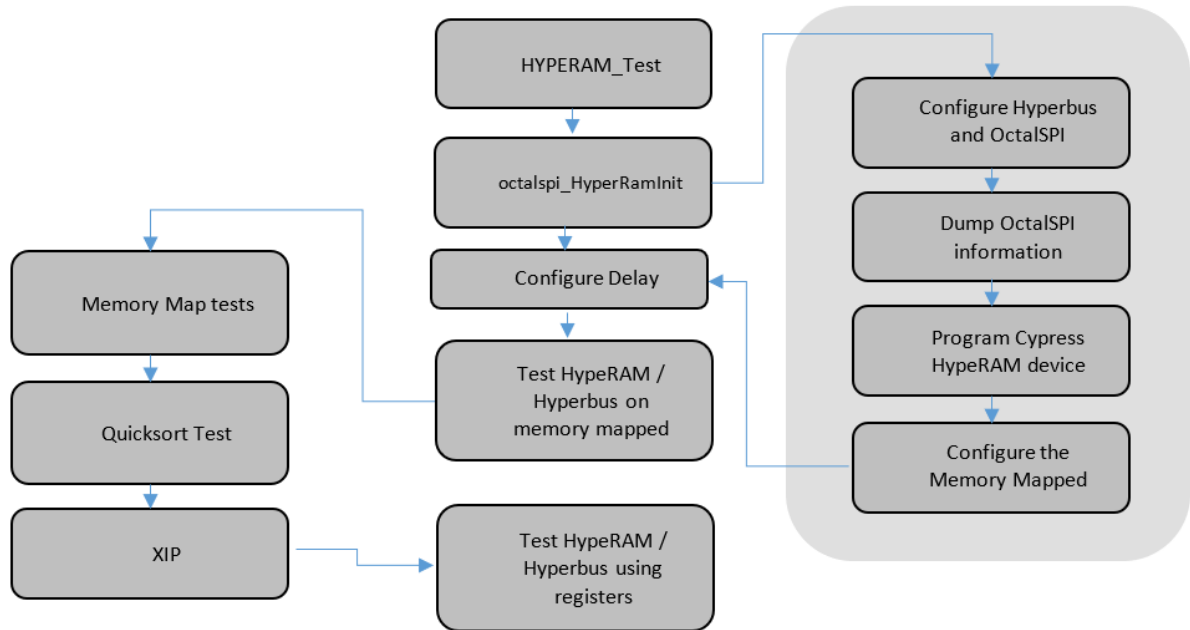 HYPERAM_Test
octalspi_HyperRamInit
Configure Delay
Test HypeRAM /
Hyperbus on
memory mapped
Test HypeRAM /
Hyperbus using
registers
Memory Map tests
Quicksort Test
XIP
Configure Hyperbus
and OctalSPI
Dump OctalSPI
information
Program Cypress
HypeRAM device
Configure the
Memory Mapped